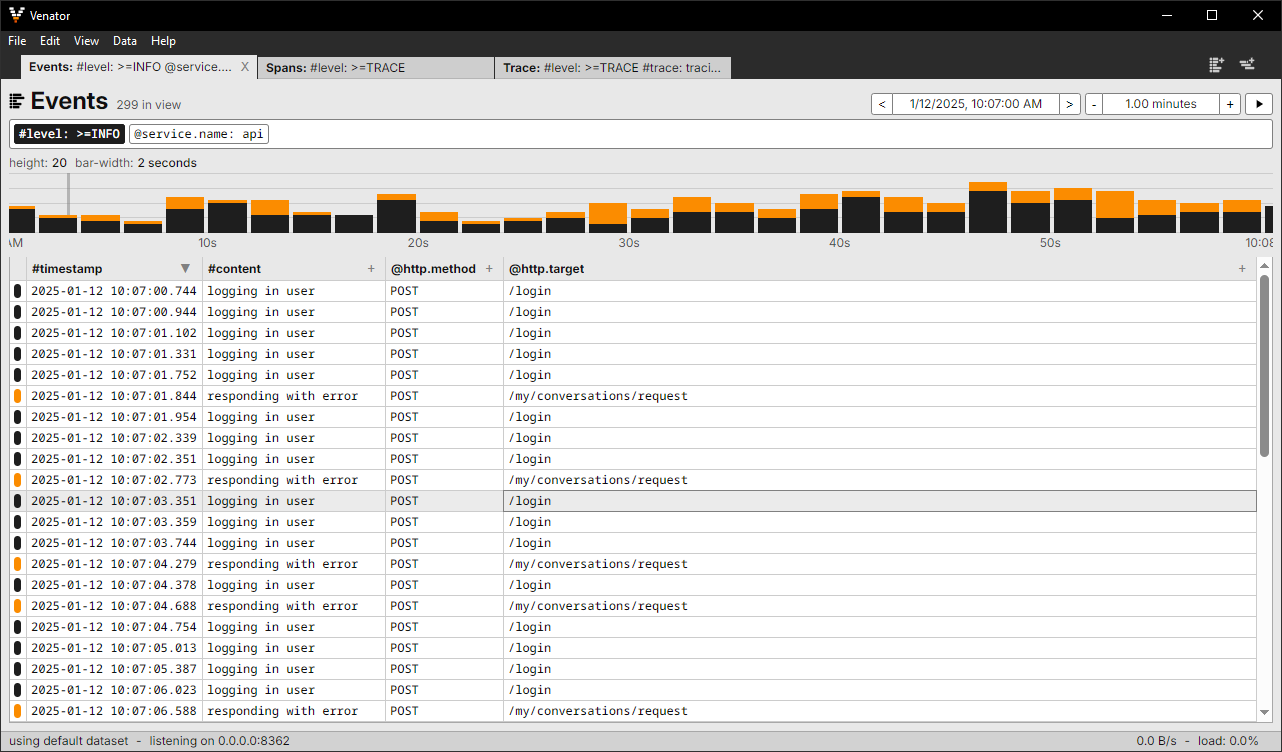 Venator
File Edit View Data Help
Events: #level: >=INFO @service.... X Spans: #level: >=TRACE Trace: #level: >=TRACE #trace: traci...
Events 299 in view < 1/12/2025, 10:07:00 AM > - 1.00 minutes +
#level: >=INFO @service.name: api
height: 20 bar-width: 2 seconds
AM 10s 20s 30s 40s 50s 10:08
#timestamp #content + @http.method + @http.target +
2025-01-12 10:07:00.744 logging in user POST /login
2025-01-12 10:07:00.944 logging in user POST /login
2025-01-12 10:07:01.102 logging in user POST /login
2025-01-12 10:07:01.331 logging in user POST /login
2025-01-12 10:07:01.752 logging in user POST /login
2025-01-12 10:07:01.844 responding with error POST /my/conversations/request
2025-01-12 10:07:01.954 logging in user POST /login
2025-01-12 10:07:02.339 logging in user POST /login
2025-01-12 10:07:02.351 logging in user POST /login
2025-01-12 10:07:02.773 responding with error POST /my/conversations/request
2025-01-12 10:07:03.351 logging in user POST /login
2025-01-12 10:07:03.359 logging in user POST /login
2025-01-12 10:07:03.744 logging in user POST /login
2025-01-12 10:07:04.279 responding with error POST /my/conversations/request
2025-01-12 10:07:04.378 logging in user POST /login
2025-01-12 10:07:04.688 responding with error POST /my/conversations/request
2025-01-12 10:07:04.754 logging in user POST /login
2025-01-12 10:07:05.013 logging in user POST /login
2025-01-12 10:07:05.387 logging in user POST /login
2025-01-12 10:07:06.023 logging in user POST /login
2025-01-12 10:07:06.588 responding with error POST /my/conversations/request
using default dataset - listening on 0.0.0.0:8362 0.0 B/s - load: 0.0%